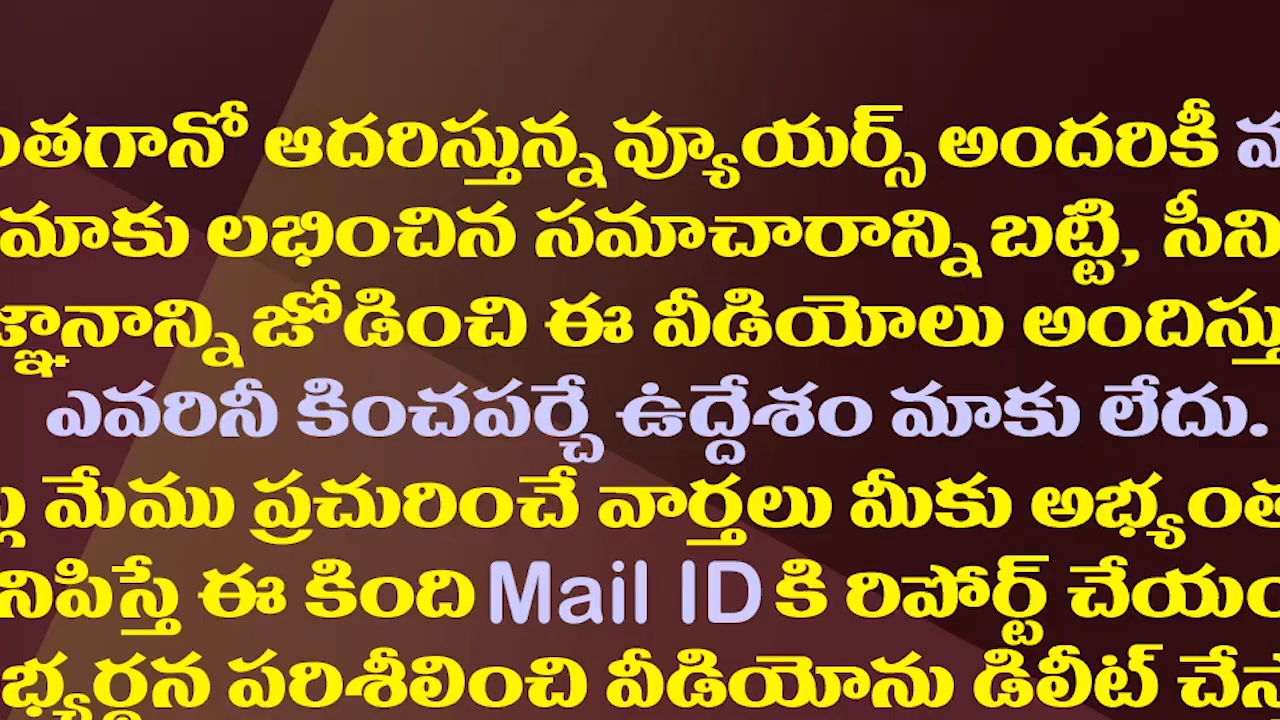 ంతగానో ఆదరిస్తున్న వ్యూయర్స్ అందరికీ
మాకు లభించిన సమాచారాన్ని బట్టి, సీని
జ్ఞానాన్ని జోడించి ఈ వీడియోలు అందిస్తు
ఎవరినీ కించపర్చే ఉద్దేశం మాకు లేదు.
మేము ప్రచురించే వార్తలు మీకు అభ్యంత
నిపిస్తే ఈ కింది Mail ID కి రిపోర్ట్ చేయం
భ్యర్థన పరిశీలించి వీడియోను డిలీట్ చేస